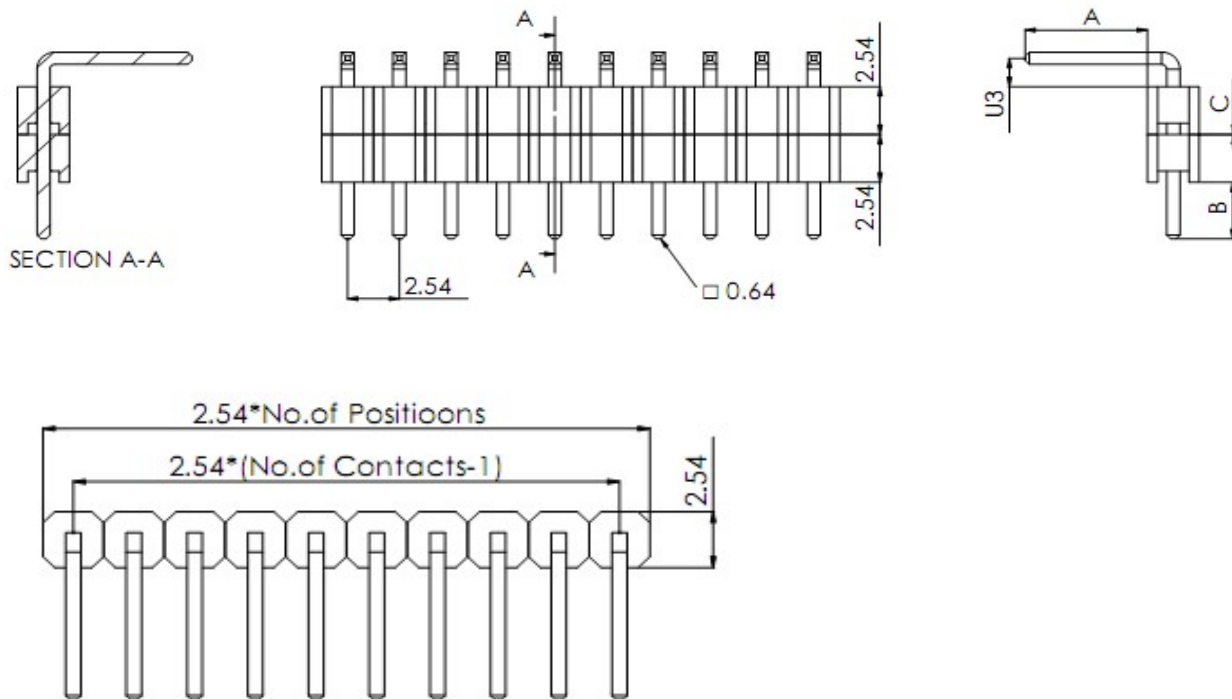 A
A
2.54
U3
C
2.54
B
SECTION A-A
A
2.54
□ 0.64
2.54*No.of Positioons
2.54*(No.of Contacts-1)
2.54